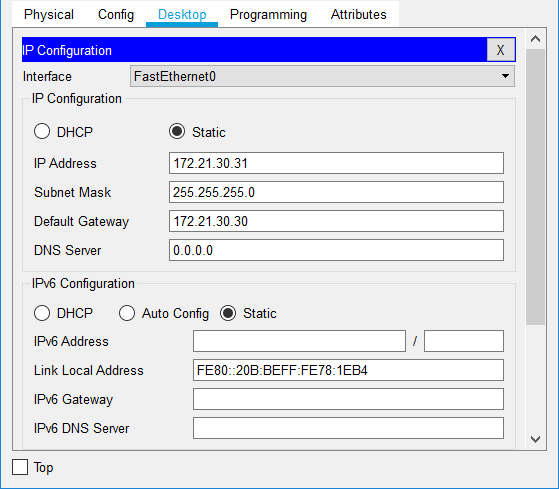 Physical Config Desktop Programming Attributes
IP Configuration X
Interface FastEthernet0
IP Configuration
DHCP Static
IP Address 172.21.30.31
Subnet Mask 255.255.255.0
Default Gateway 172.21.30.30
DNS Server 0.0.0.0
IPv6 Configuration
DHCP Auto Config Static
IPv6 Address /
Link Local Address FE80::20B:BEFF:FE78:1EB4
IPv6 Gateway
IPv6 DNS Server
Top